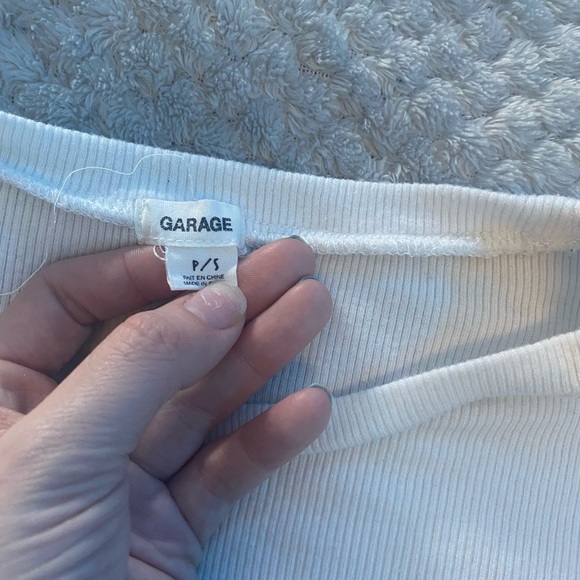 GARAGE
P/S
FAIT EN CHINE
MADE IN